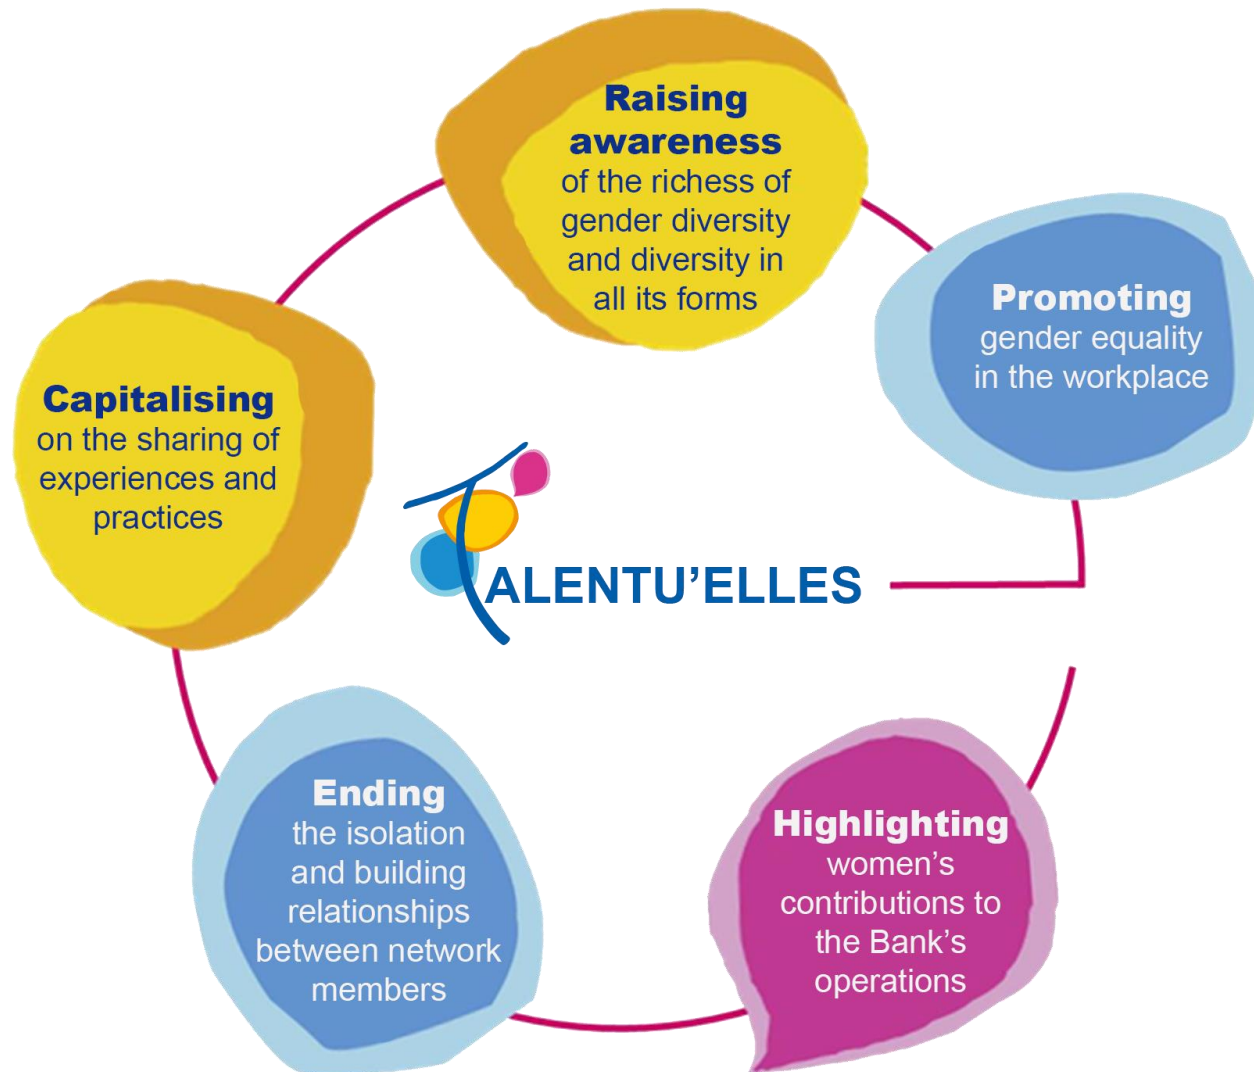 Raising
awareness
of the richess of
gender diversity
and diversity in
all its forms
Promoting
gender equality
in the workplace
Capitalising
on the sharing of
experiences and
practices
TALENTU'ELLES
Ending
the isolation
and building
relationships
between network
members
Highlighting
women's
contributions to
the Bank's
operations